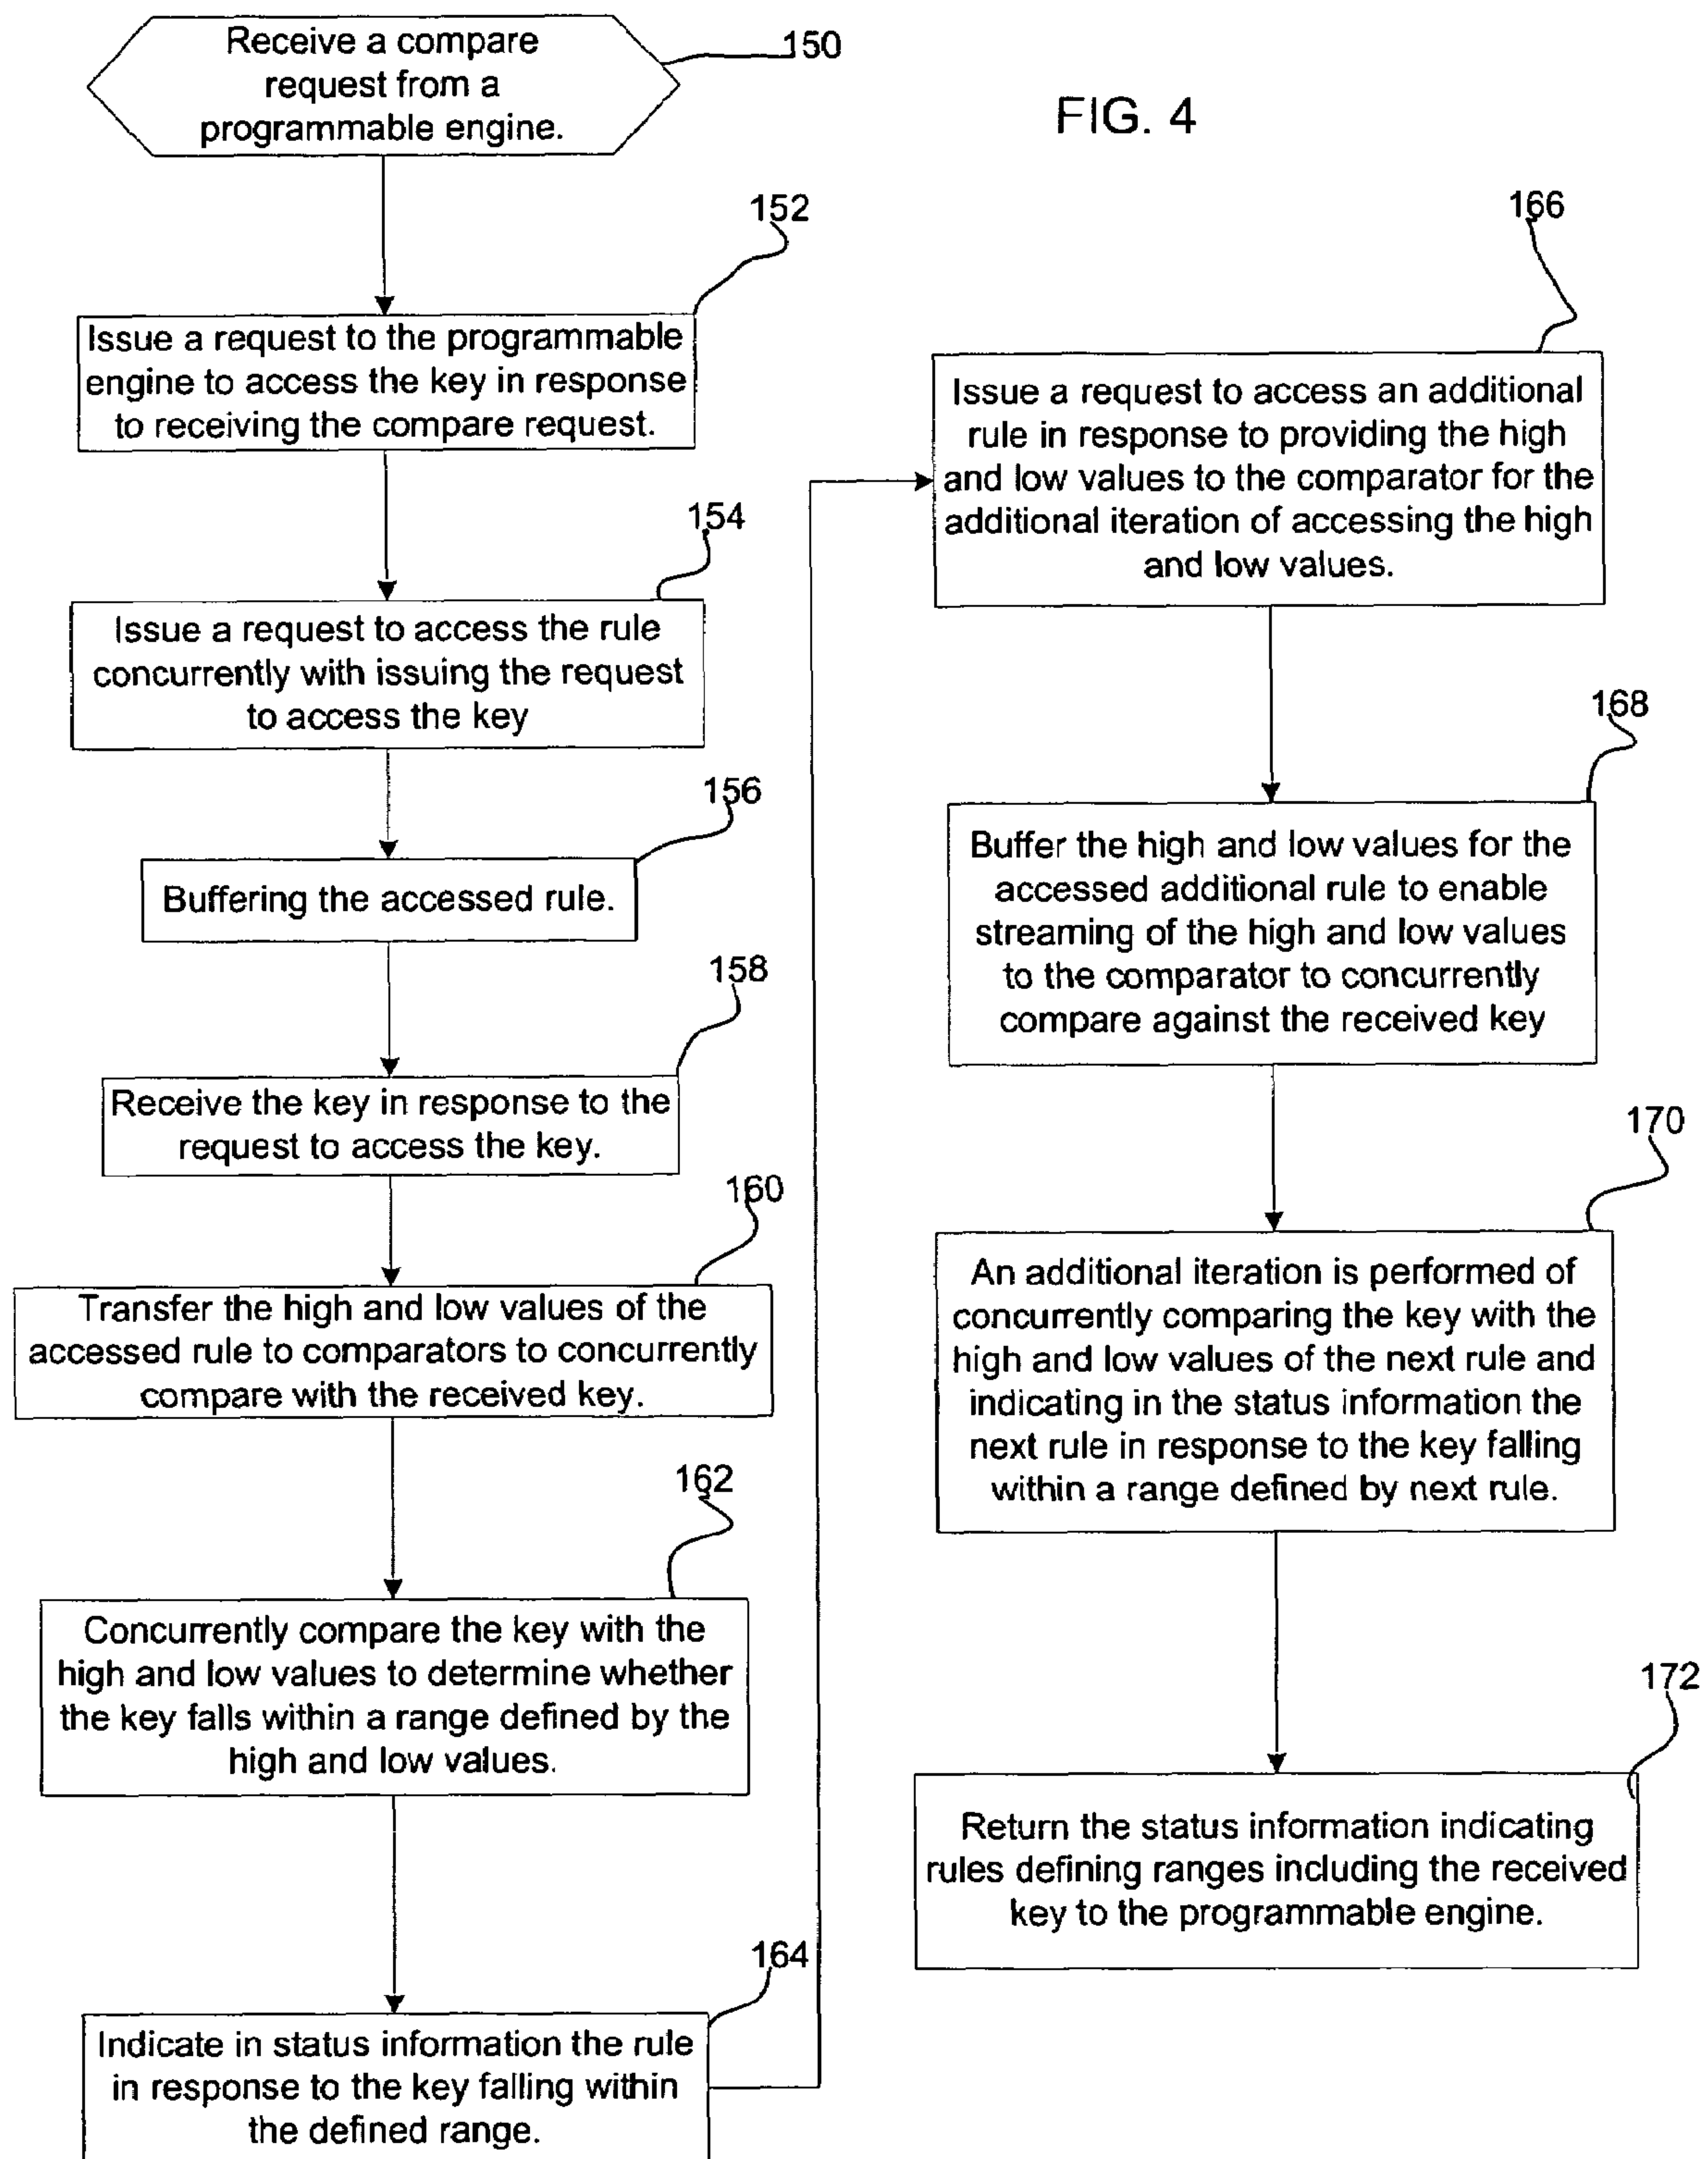 Receive a compare
request from a
programmable engine.
150
FIG. 4
152
Issue a request to the programmable
engine to access the key in response
to receiving the compare request.
154
Issue a request to access the rule
concurrently with issuing the request
to access the key
156
Buffering the accessed rule.
158
Receive the key in response to the
request to access the key.
160
Transfer the high and low values of the
accessed rule to comparators to concurrently
compare with the received key.
162
Concurrently compare the key with the
high and low values to determine whether
the key falls within a range defined by the
high and low values.
164
Indicate in status information the rule
in response to the key falling within
the defined range.
166
Issue a request to access an additional
rule in response to providing the high
and low values to the comparator for the
additional iteration of accessing the high
and low values.
168
Buffer the high and low values for the
accessed additional rule to enable
streaming of the high and low values
to the comparator to concurrently
compare against the received key
170
An additional iteration is performed of
concurrently comparing the key with the
high and low values of the next rule and
indicating in the status information the
next rule in response to the key falling
within a range defined by next rule.
172
Return the status information indicating
rules defining ranges including the received
key to the programmable engine.